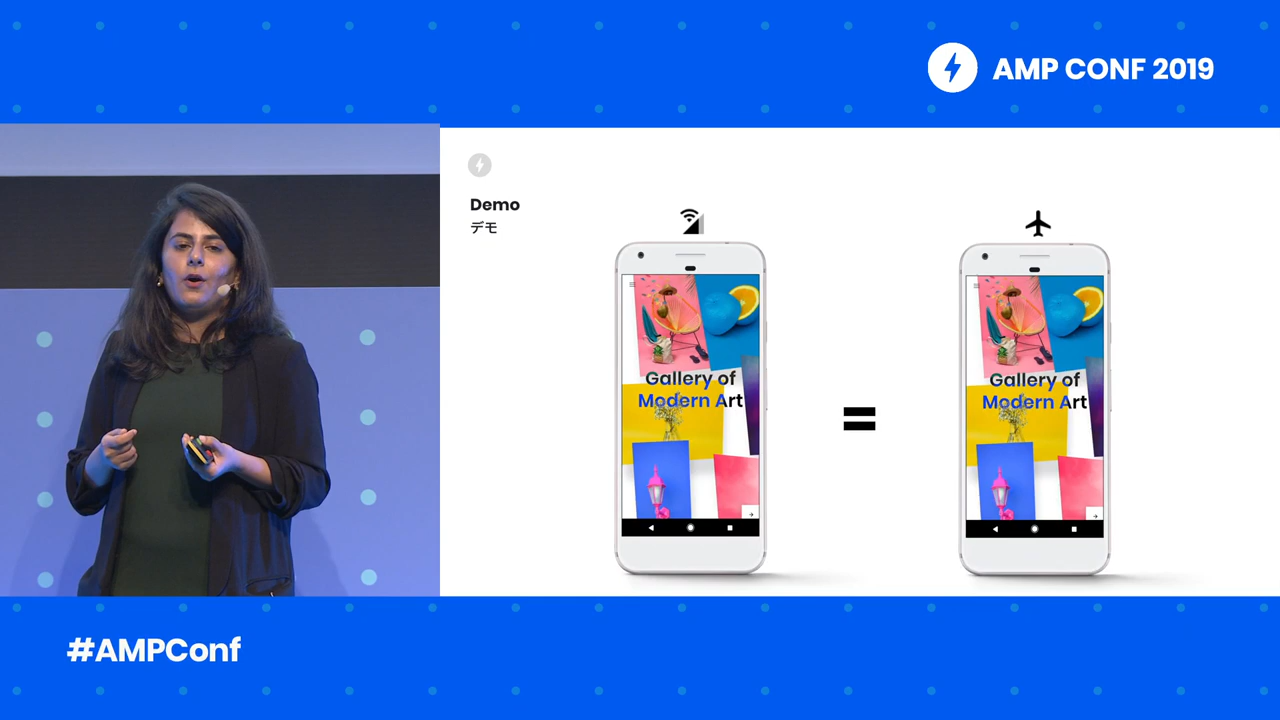 AMP CONF 2019
Demo
デモ
Gallery of
Modern Art
Gallery of
Modern Art
#AMPConf